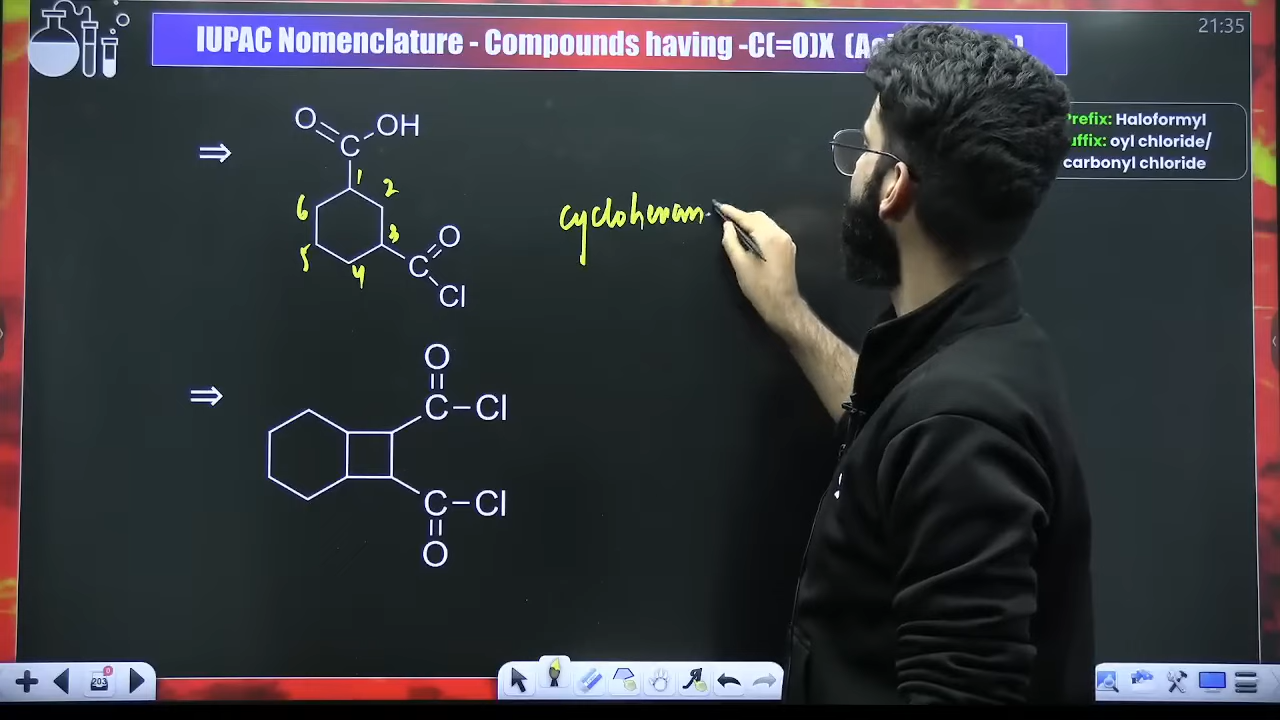 21:35
IUPAC Nomenclature - Compounds having -C(=O)X
Prefix: Haloformyl
uffix: oyl chloride/
carbonyl chloride
O
OH
C
1
2
6
3
5
4
O
C
Cl
cyclohexan
O
C Cl
C Cl
O
203